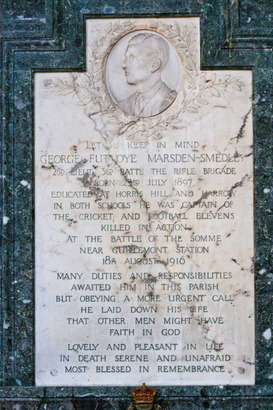 LET US KEEP IN MIND
GEORGE FUTVOYE MARSDEN-SMEDLEY
2ND LIEUT, 3RD BATTN THE RIFLE BRIGADE
BORN JULY 1897
EDUCATED AT HORRIS HILL AND HARROW
IN BOTH SCHOOLS HE WAS CAPTAIN OF
THE CRICKET AND FOOTBALL ELEVENS
KILLED IN ACTION
AT THE BATTLE OF THE SOMME
NEAR GUILLEMONT STATION
18TH AUGUST 1916
MANY DUTIES AND RESPONSIBILITIES
AWAITED HIM IN THIS PARISH
BUT OBEYING A MORE URGENT CALL
HE LAID DOWN HIS LIFE
THAT OTHER MEN MIGHT HAVE
FAITH IN GOD
LOVELY AND PLEASANT IN LIFE
IN DEATH SERENE AND UNAFRAID
MOST BLESSED IN REMEMBRANCE